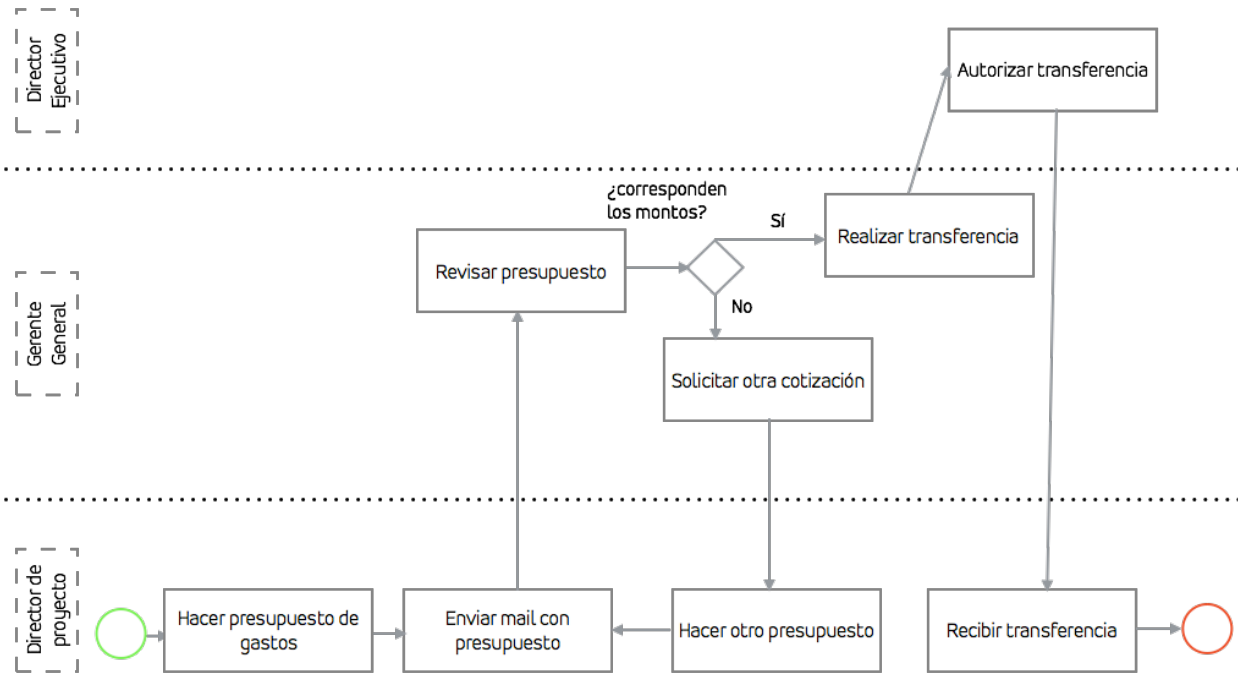 Director
Ejecutivo
Autorizar transferencia
¿corresponden
los montos?
Sí
Realizar transferencia
Revisar presupuesto
No
Gerente
General
Solicitar otra cotización
Director de
proyecto
Hacer presupuesto de
gastos
Enviar mail con
presupuesto
Hacer otro presupuesto
Recibir transferencia